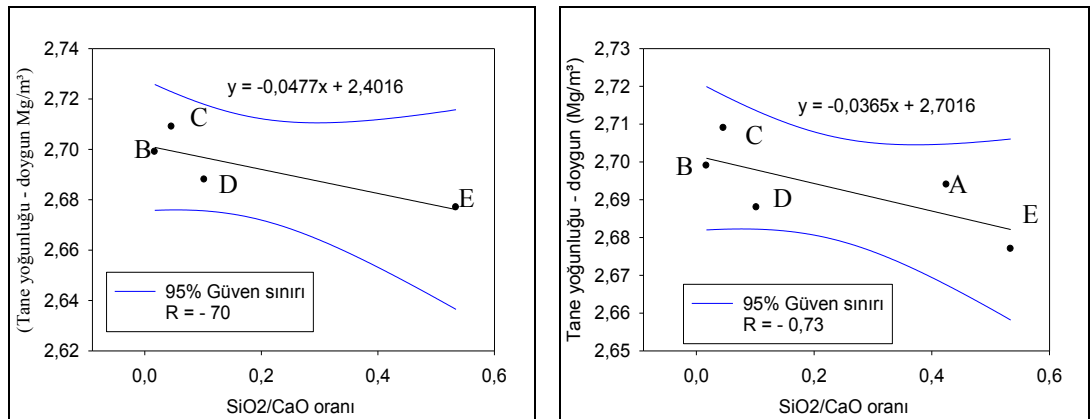 (Tane yoğunluğu - doygun Mg/m³)
2,74
2,72
2,70
2,68
2,66
2,64
2,62
y = -0,0477x + 2,4016
C
B
D
E
95% Güven sınırı
R = - 70
0,0 0,2 0,4 0,6
SiO2/CaO oranı
Tane yoğunluğu - doygun (Mg/m³)
2,73
2,72
2,71
2,70
2,69
2,68
2,67
2,66
2,65
y = -0,0365x + 2,7016
C
B
A
D
E
95% Güven sınırı
R = - 0,73
0,0 0,2 0,4 0,6
SiO2/CaO oranı